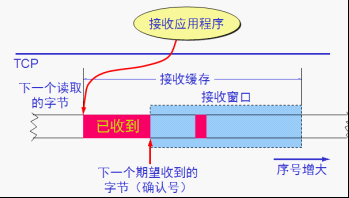 接收应用程序
TCP
接收缓存
下一个读取
的字节
接收窗口
已收到
下一个期望收到的
字节（确认号）
序号增大